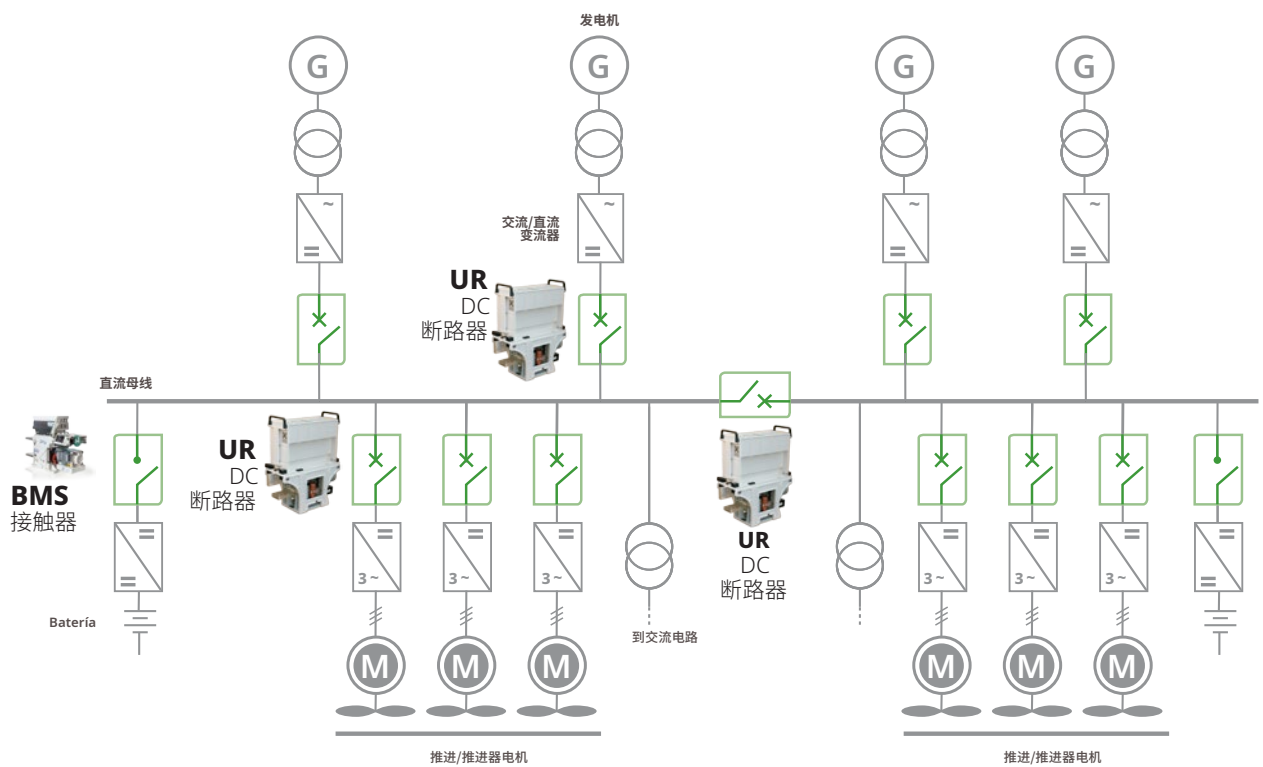 发电机
G
G
G
G
~
~
~
~
交流/直流
变流器
UR
DC
断路器
直流母线
UR
DC
断路器
BMS
接触器
UR
DC
断路器
3~
3~
3~
3~
3~
3~
Batería
到交流电路
M
M
M
M
M
M
推进/推进器电机
推进/推进器电机